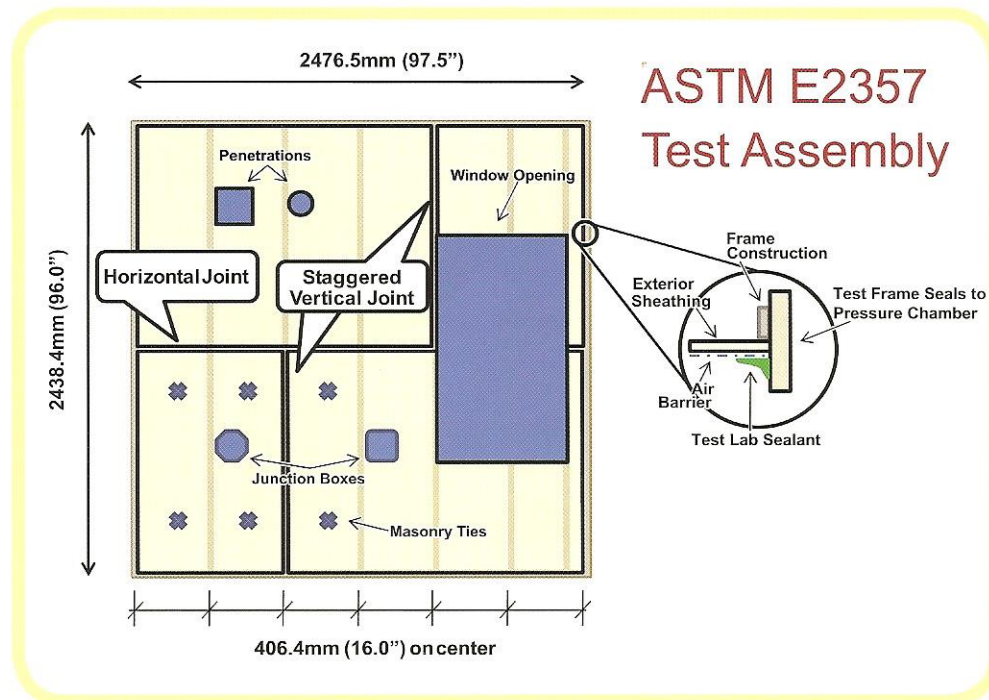 2476.5mm (97.5”)
ASTM E2357
Test Assembly
Penetrations
Window Opening
2438.4mm (96.0”)
Horizontal Joint
Staggered
Vertical Joint
Frame
Construction
Exterior
Sheathing
Test Frame Seals to
Pressure Chamber
Air
Barrier
Test Lab Sealant
Junction Boxes
Masonry Ties
406.4mm (16.0”) on center